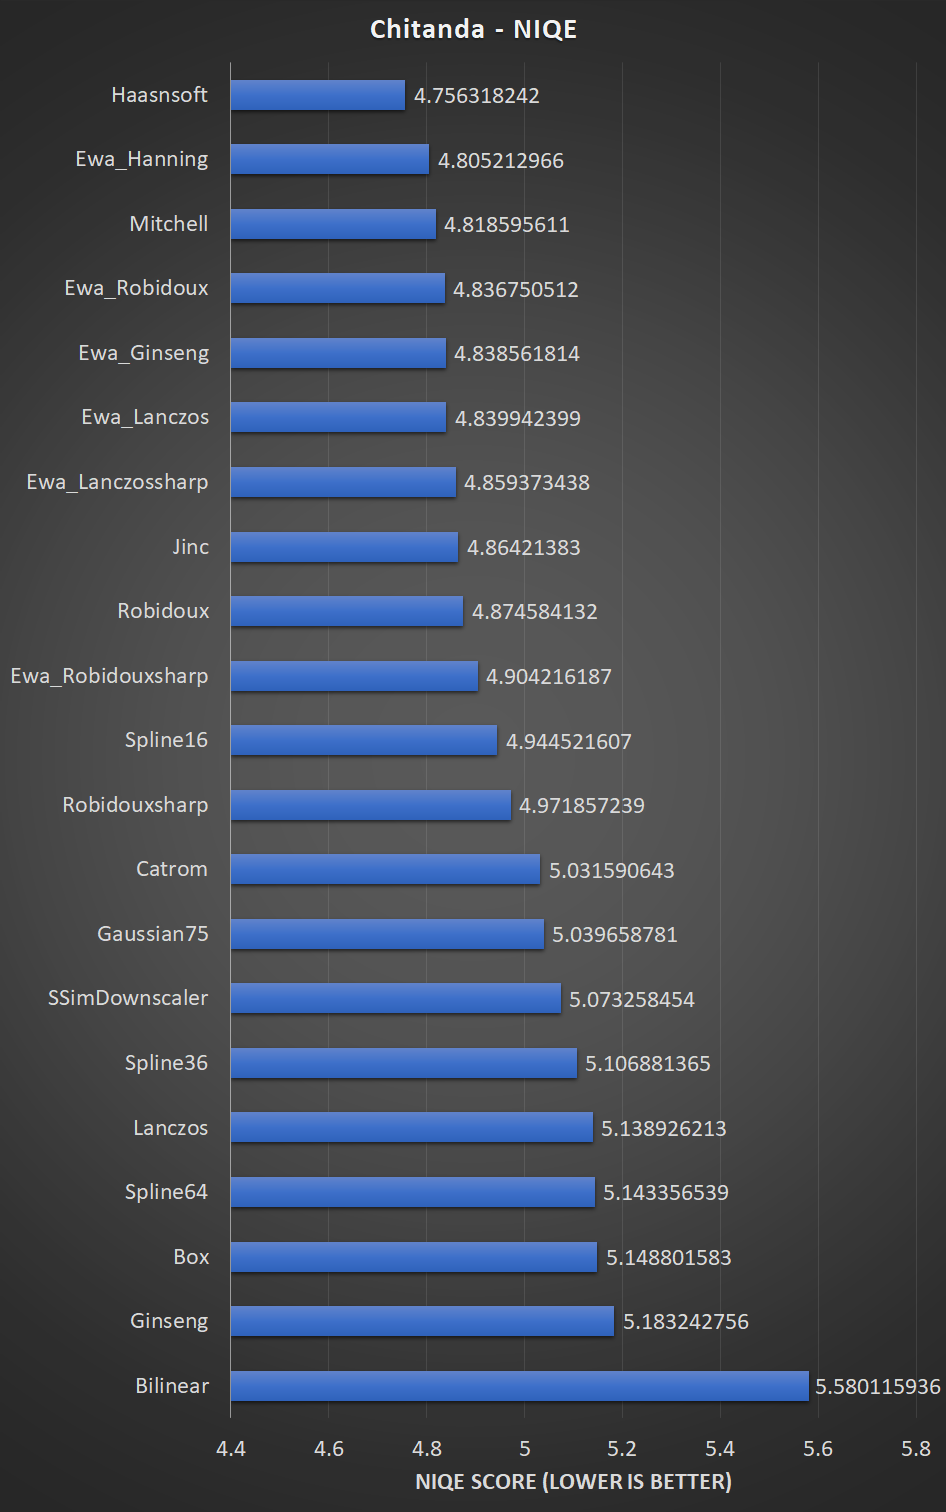 Chitanda - NIQE
Haasnsoft 4.756318242
Ewa_Hanning 4.805212966
Mitchell 4.818595611
Ewa_Robidoux 4.836750512
Ewa_Ginseng 4.838561814
Ewa_Lanczos 4.839942399
Ewa_Lanczossharp 4.859373438
Jinc 4.86421383
Robidoux 4.874584132
Ewa_Robidouxsharp 4.904216187
Spline16 4.944521607
Robidouxsharp 4.971857239
Catrom 5.031590643
Gaussian75 5.039658781
SSimDownscaler 5.073258454
Spline36 5.106881365
Lanczos 5.138926213
Spline64 5.143356539
Box 5.148801583
Ginseng 5.183242756
Bilinear 5.580115936
4.4 4.6 4.8 5 5.2 5.4 5.6 5.8
NIQE SCORE (LOWER IS BETTER)